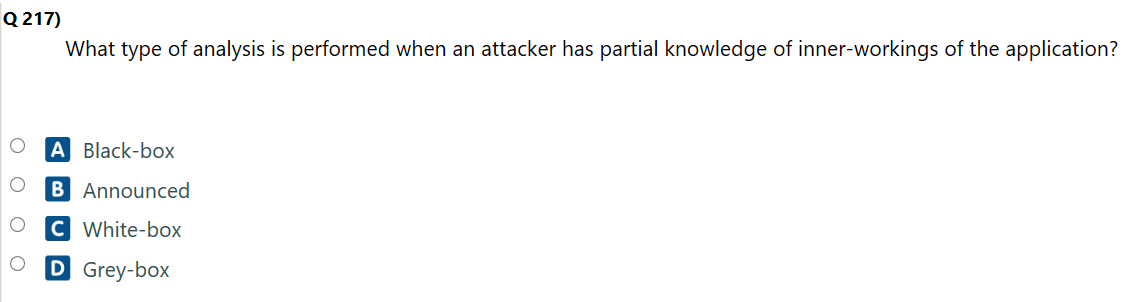 Q 217)
What type of analysis is performed when an attacker has partial knowledge of inner-workings of the application?
A Black-box
B Announced
C White-box
D Grey-box